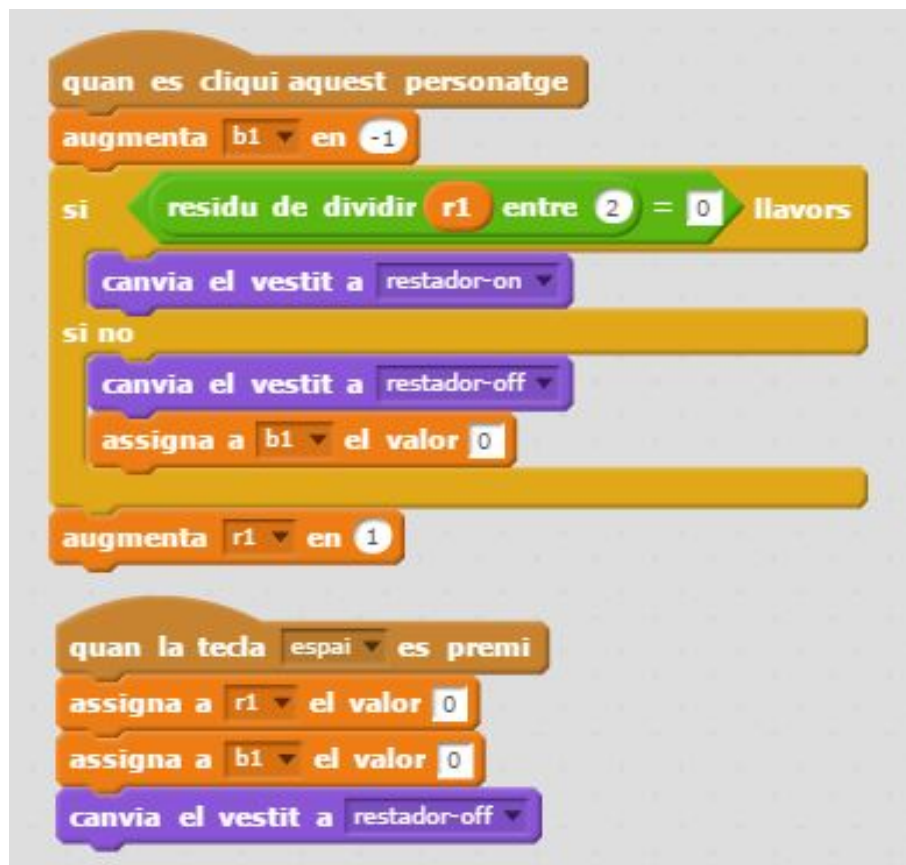 quan es cliqui aquest personatge
augmenta b1 en -1
si residu de dividir r1 entre 2 = 0 llavors
canvia el vestit a restador-on
si no
canvia el vestit a restador-off
assigna a b1 el valor 0
augmenta r1 en 1
quan la tecla espai es premi
assigna a r1 el valor 0
assigna a b1 el valor 0
canvia el vestit a restador-off